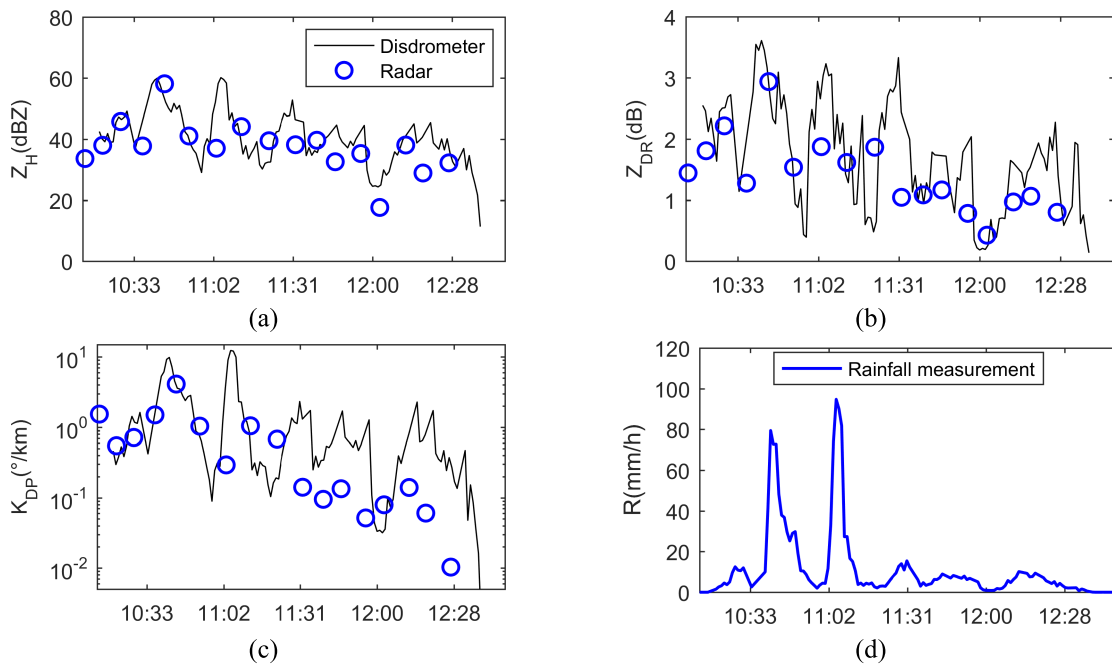 80
60
40
20
0
Z_H(dBZ)
Disdrometer
Radar
10:33 11:02 11:31 12:00 12:28
(a)
4
3
2
1
0
Z_DR(dB)
10:33 11:02 11:31 12:00 12:28
(b)
10^1
10^0
10^-1
10^-2
K_DP(°/km)
10:33 11:02 11:31 12:00 12:28
(c)
120
100
80
60
40
20
0
R(mm/h)
Rainfall measurement
10:33 11:02 11:31 12:00 12:28
(d)